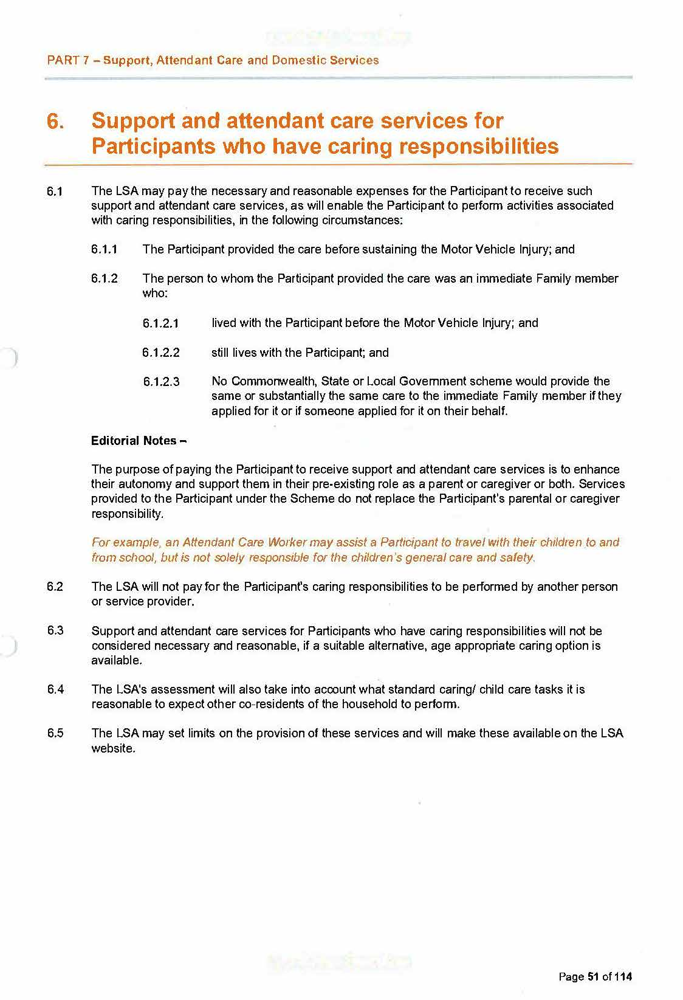 PART 7 – Support, Attendant Care and Domestic Services
6. Support and attendant care services for
Participants who have caring responsibilities
6.1 The LSA may pay the necessary and reasonable expenses for the Participant to receive such
support and attendant care services, as will enable the Participant to perform activities associated
with caring responsibilities, in the following circumstances:
6.1.1 The Participant provided the care before sustaining the Motor Vehicle Injury; and
6.1.2 The person to whom the Participant provided the care was an immediate Family member
who:
6.1.2.1 lived with the Participant before the Motor Vehicle Injury; and
6.1.2.2 still lives with the Participant; and
6.1.2.3 No Commonwealth, State or Local Government scheme would provide the
same or substantially the same care to the immediate Family member if they
applied for it or if someone applied for it on their behalf.
Editorial Notes –
The purpose of paying the Participant to receive support and attendant care services is to enhance
their autonomy and support them in their pre-existing role as a parent or caregiver or both. Services
provided to the Participant under the Scheme do not replace the Participant's parental or caregiver
responsibility.
For example, an Attendant Care Worker may assist a Participant to travel with their children to and
from school, but is not solely responsible for the children's general care and safety.
6.2 The LSA will not pay for the Participant's caring responsibilities to be performed by another person
or service provider.
6.3 Support and attendant care services for Participants who have caring responsibilities will not be
considered necessary and reasonable, if a suitable alternative, age appropriate caring option is
available.
6.4 The LSA's assessment will also take into account what standard caring/ child care tasks it is
reasonable to expect other co-residents of the household to perform.
6.5 The LSA may set limits on the provision of these services and will make these available on the LSA
website.
Page 51 of 114